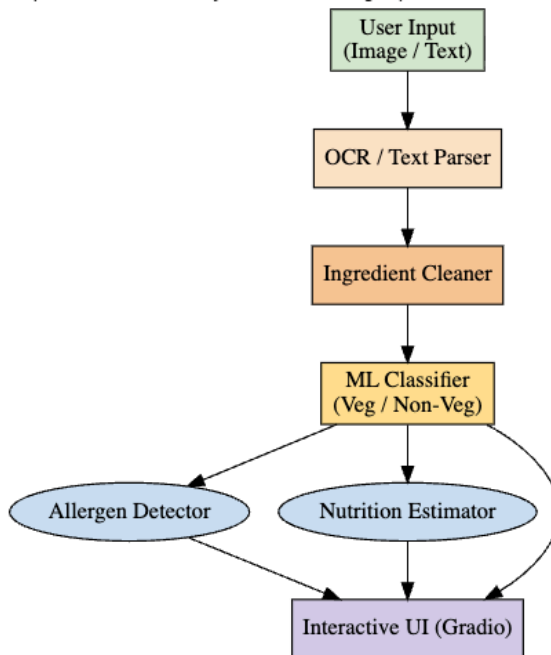 User Input
(Image / Text)
OCR / Text Parser
Ingredient Cleaner
ML Classifier
(Veg / Non-Veg)
Allergen Detector
Nutrition Estimator
Interactive UI (Gradio)